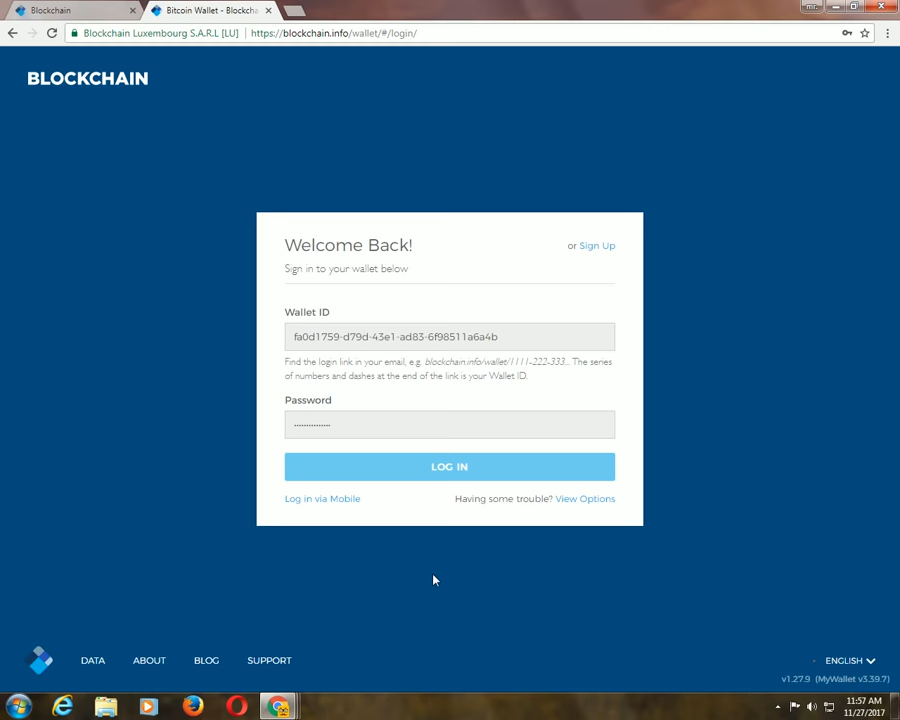 Blockchain
Bitcoin Wallet - Blockcha
mr.
Blockchain Luxembourg S.A.R.L [LU]
https://blockchain.info/wallet/#/login/
BLOCKCHAIN
Welcome Back!
or Sign Up
Sign in to your wallet below
Wallet ID
fa0d1759-d79d-43e1-ad83-6f98511a6a4b
Find the login link in your email, e.g. blockchain.info/wallet/1111-222-333... The series
of numbers and dashes at the end of the link is your Wallet ID.
Password
LOG IN
Log in via Mobile
Having some trouble? View Options
DATA
ABOUT
BLOG
SUPPORT
ENGLISH
v1.27.9 (MyWallet v3.39.7)
11:57 AM
11/27/2017